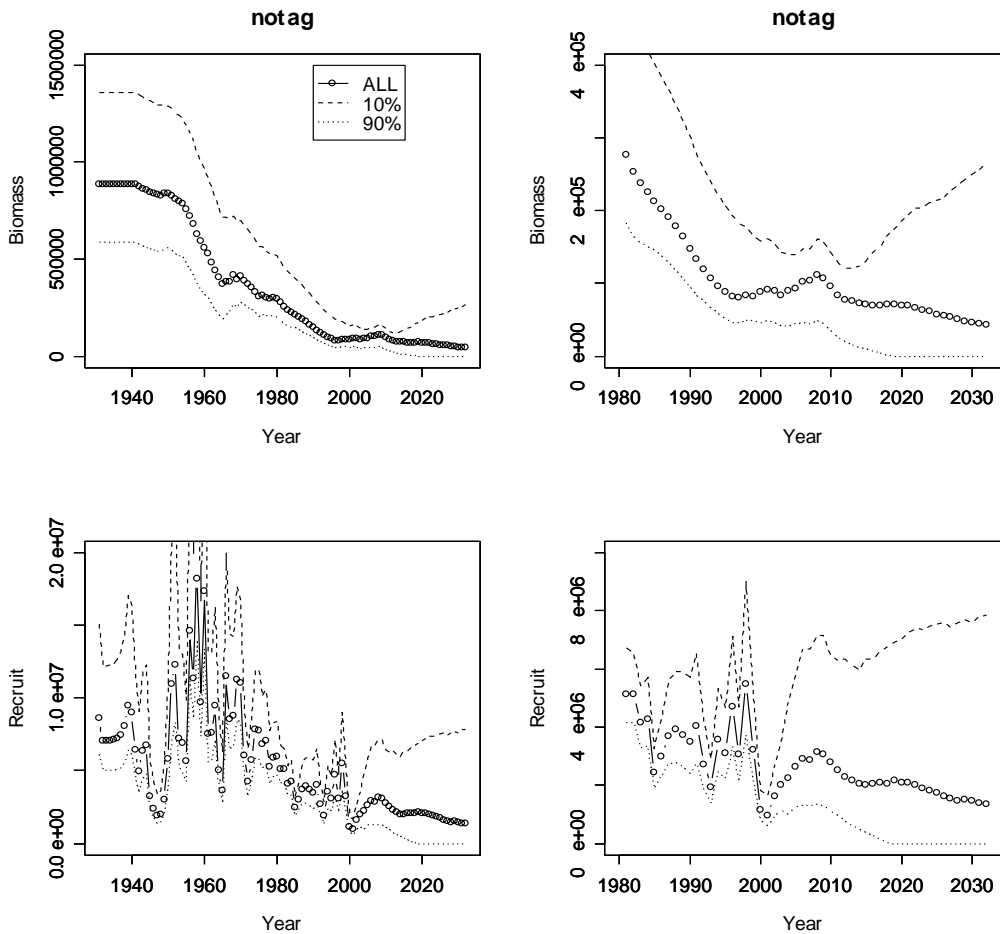 notag
Biomass
1500000
1000000
500000
0
ALL
10%
90%
1940 1960 1980 2000 2020
Year
notag
Biomass
4 e+05
2 e+05
0 e+00
1980 1990 2000 2010 2020 2030
Year
Recruit
2.0 e+07
1.0 e+07
0.0 e+00
1940 1960 1980 2000 2020
Year
Recruit
8 e+06
4 e+06
0 e+00
1980 1990 2000 2010 2020 2030
Year